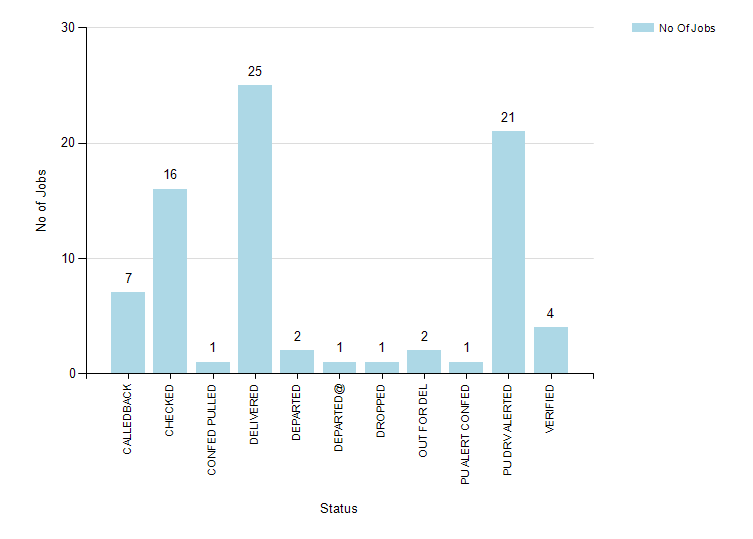 No Of Jobs
30
20
10
0
No of Jobs
7
16
1
25
2
1
1
2
1
21
4
CALLEDBACK
CHECKED
CONFED PULLED
DELIVERED
DEPARTED
DEPARTED@
DROPPED
OUT FOR DEL
PU ALERT CONFED
PU DRV ALERTED
VERIFIED
Status